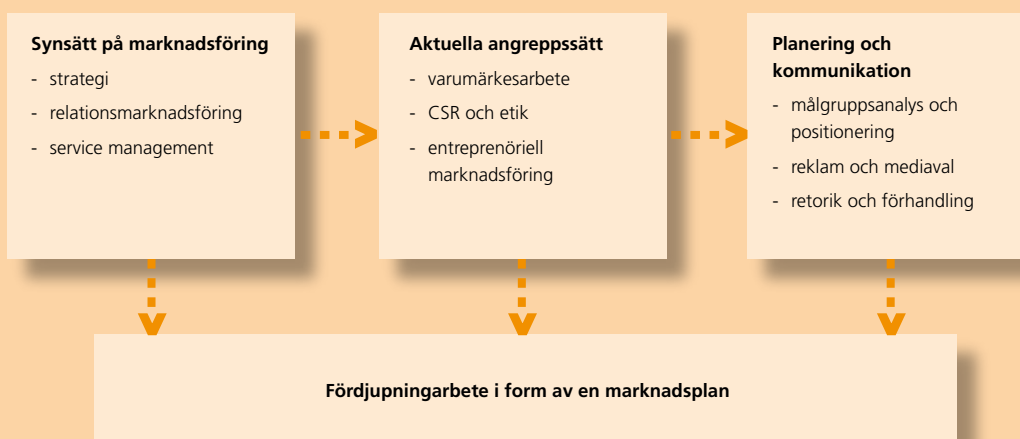 Synsätt på marknadsföring
- strategi
- relationsmarknadsföring
- service management
Aktuella angreppssätt
- varumärkesarbete
- CSR och etik
- entreprenöriell
marknadsföring
Planering och
kommunikation
- målgruppsanalys och
positionering
- reklam och mediaval
- retorik och förhandling
Fördjupningarbete i form av en marknadsplan